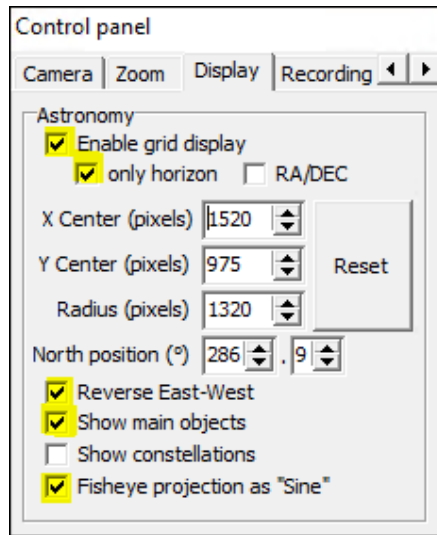 Control panel
Camera Zoom Display Recording
Astronomy
Enable grid display
only horizon RA/DEC
X Center (pixels) 1520
Y Center (pixels) 975 Reset
Radius (pixels) 1320
North position (°) 286 . 9
Reverse East-West
Show main objects
Show constellations
Fisheye projection as "Sine"